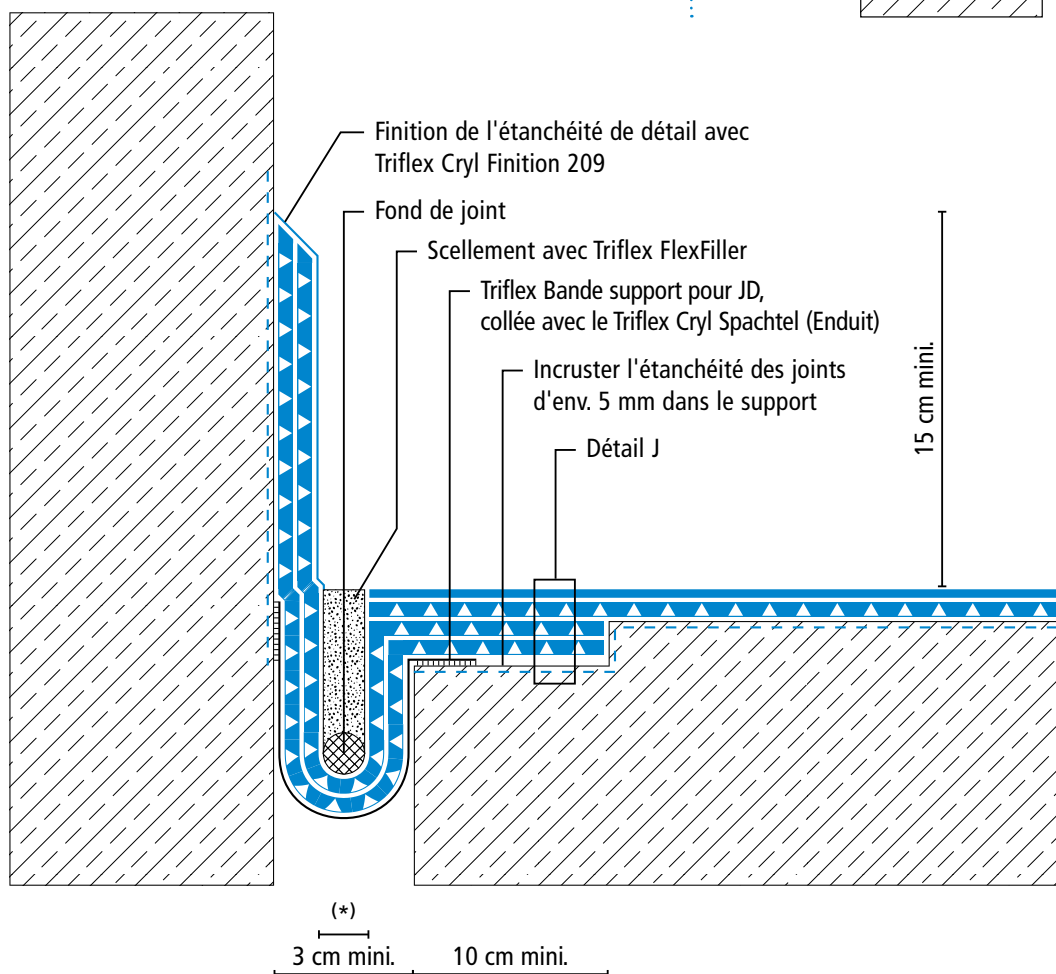 Finition de l'étanchéité de détail avec
Triflex Cryl Finition 209
Fond de joint
Scellement avec Triflex FlexFiller
Triflex Bande support pour JD,
collée avec le Triflex Cryl Spachtel (Enduit)
Incruster l'étanchéité des joints
d'env. 5 mm dans le support
Détail J
15 cm mini.
(*)
3 cm mini.
10 cm mini.